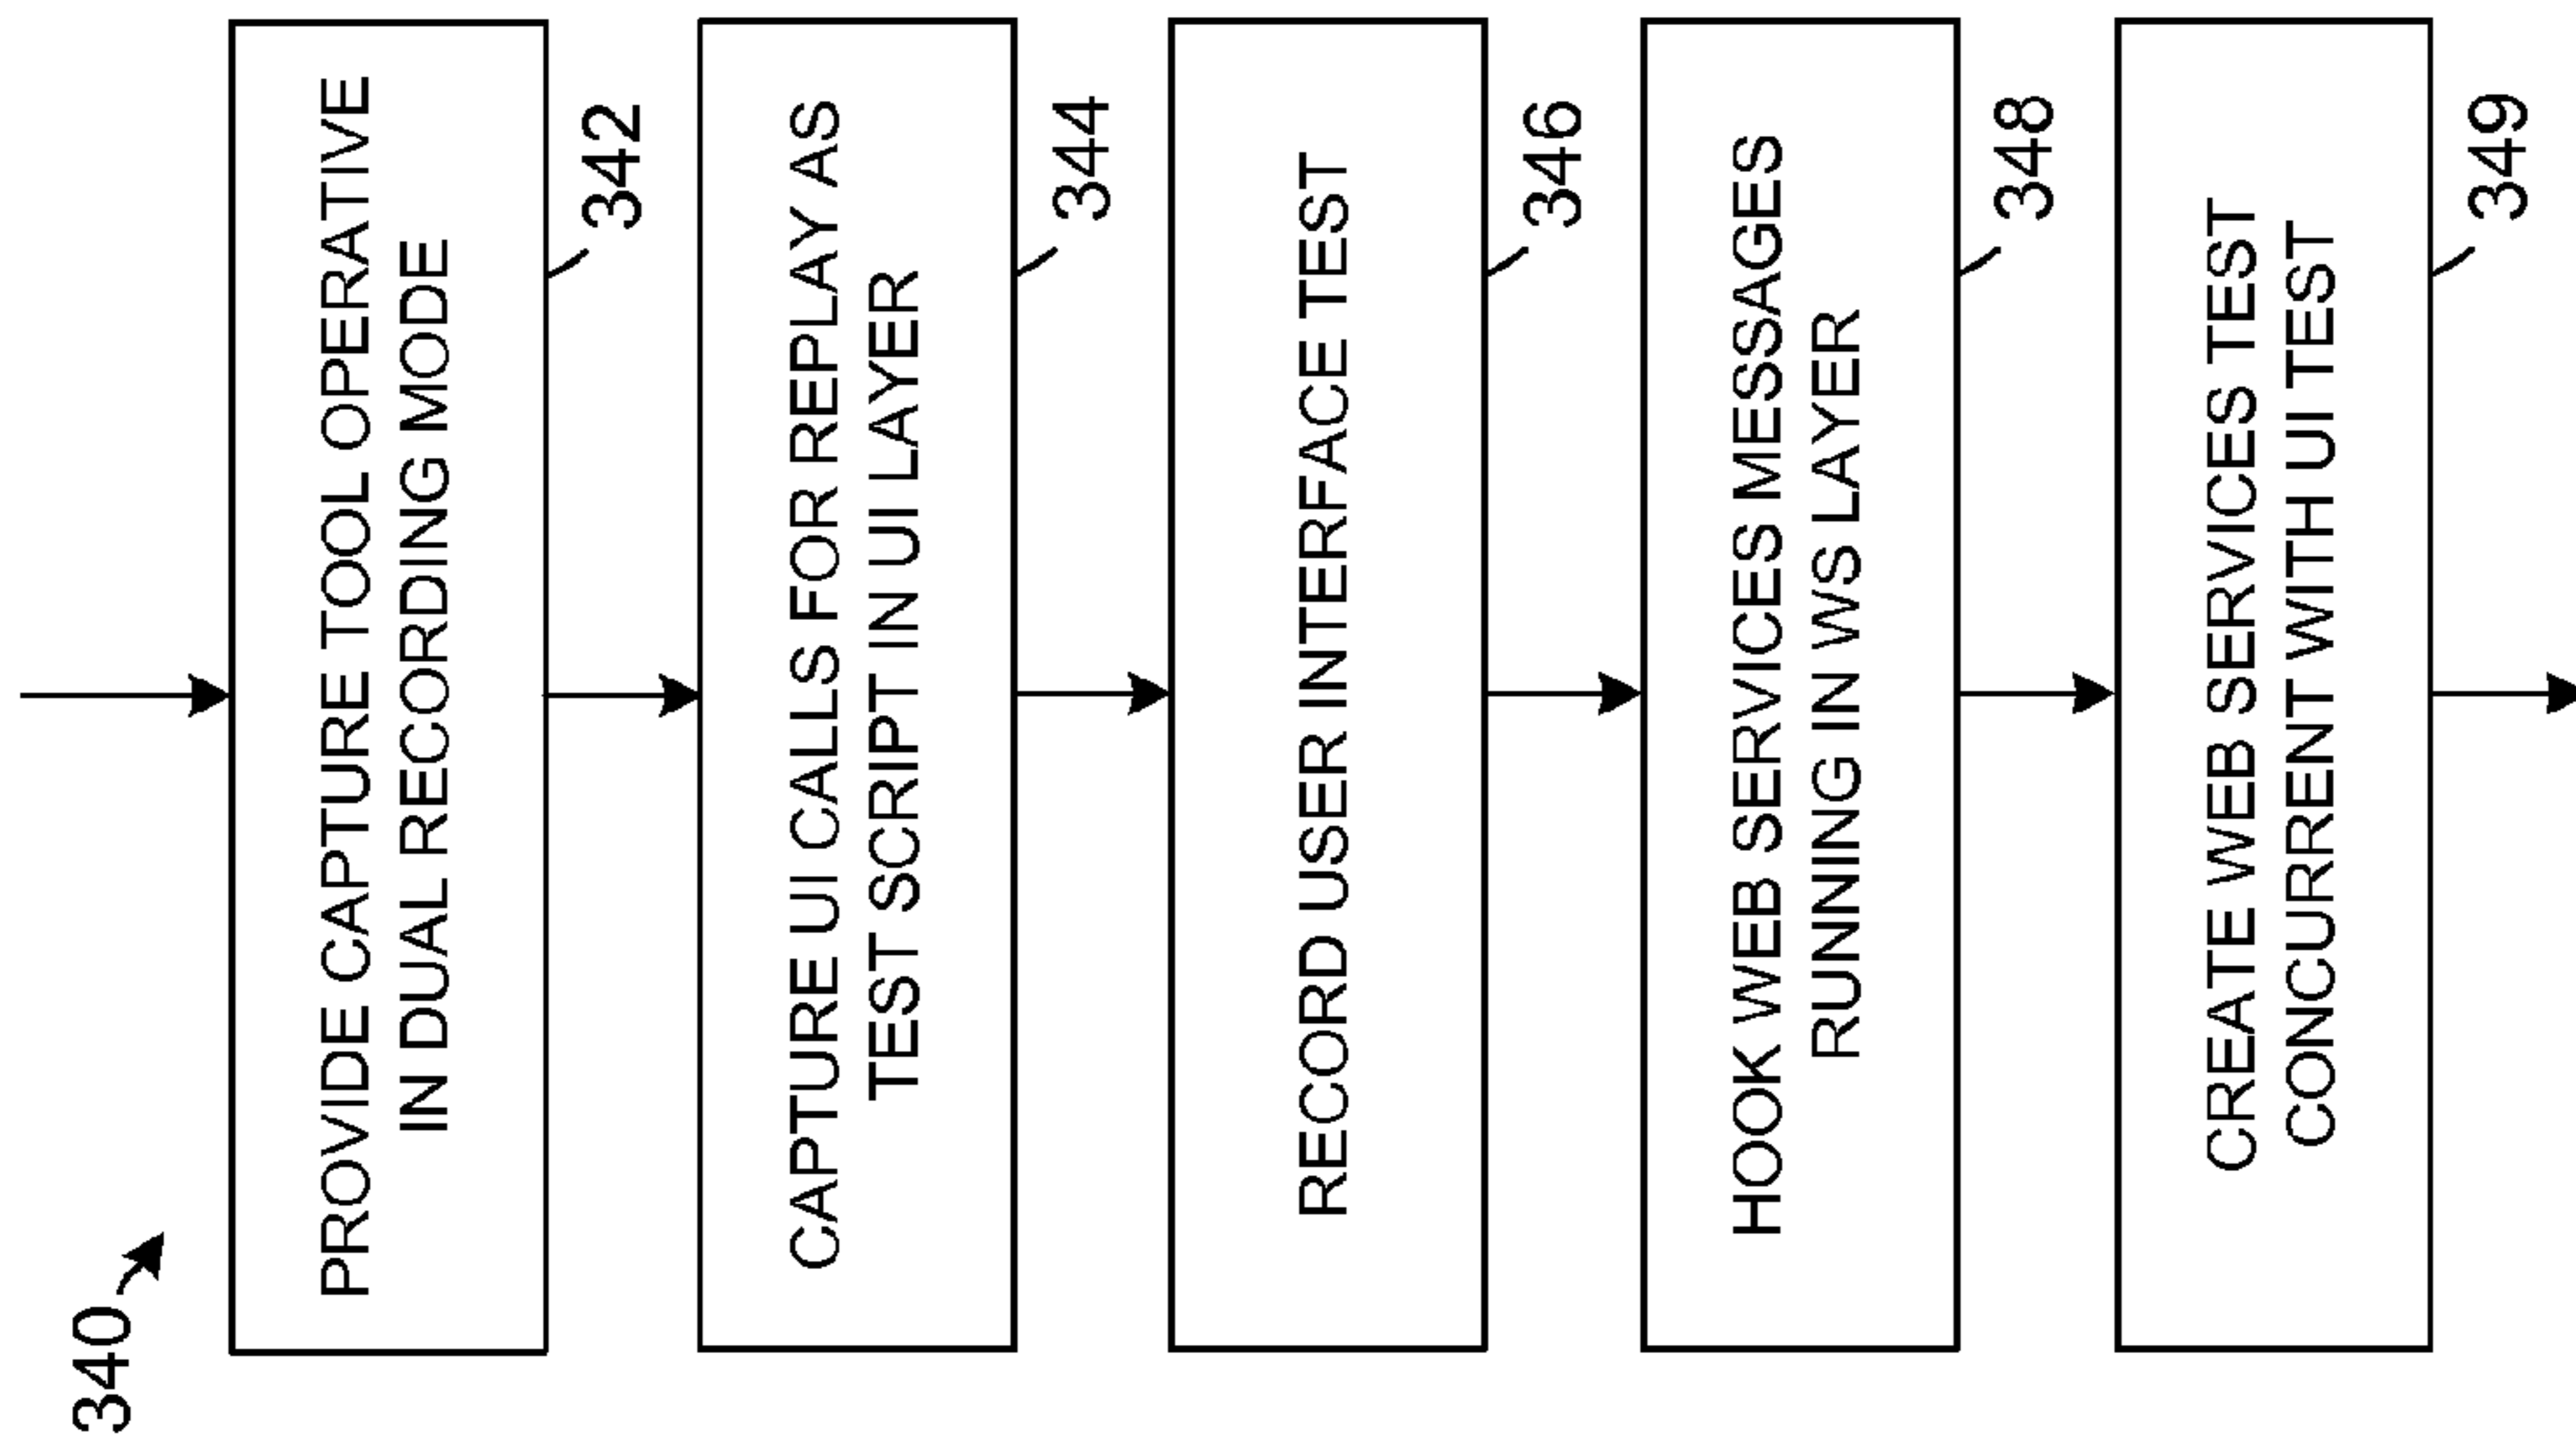 340
PROVIDE CAPTURE TOOL OPERATIVE
IN DUAL RECORDING MODE
342
CAPTURE UI CALLS FOR REPLAY AS
TEST SCRIPT IN UI LAYER
344
RECORD USER INTERFACE TEST
346
HOOK WEB SERVICES MESSAGES
RUNNING IN WS LAYER
348
CREATE WEB SERVICES TEST
CONCURRENT WITH UI TEST
349